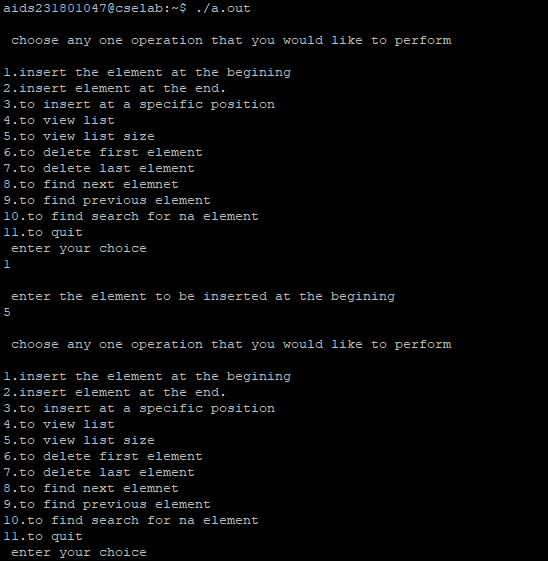 aids231801047@cselab:~$ ./a.out
choose any one operation that you would like to perform
1.insert the element at the begining
2.insert element at the end.
3.to insert at a specific position
4.to view list
5.to view list size
6.to delete first element
7.to delete last element
8.to find next elemnet
9.to find previous element
10.to find search for na element
11.to quit
enter your choice
1
enter the element to be inserted at the begining
5
choose any one operation that you would like to perform
1.insert the element at the begining
2.insert element at the end.
3.to insert at a specific position
4.to view list
5.to view list size
6.to delete first element
7.to delete last element
8.to find next elemnet
9.to find previous element
10.to find search for na element
11.to quit
enter your choice